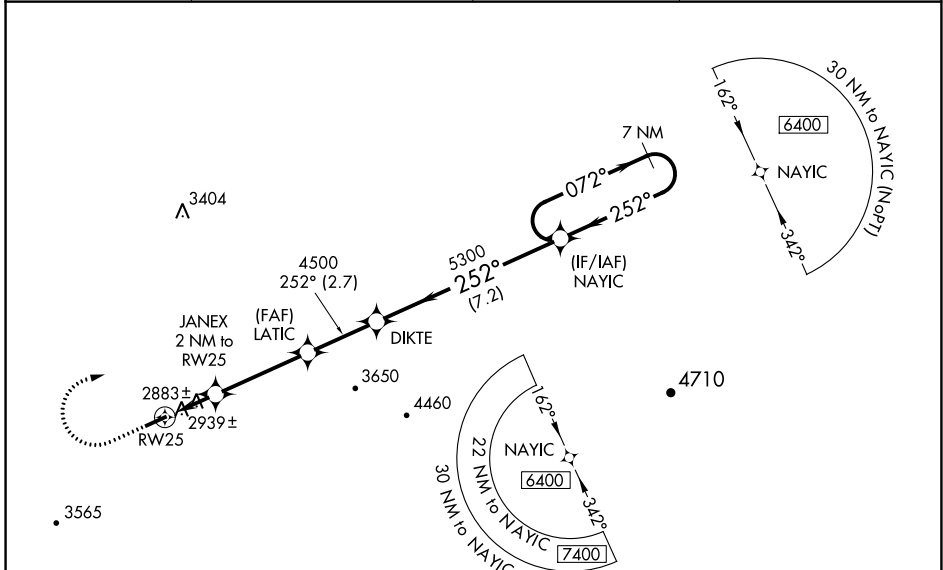 30 NM to NAYIC (NoPT)
162°
6400
NAYIC
342°
7 NM
072°
252°
3404
(IF/IAF)
NAYIC
5300
252°
(7.2)
4500
252° (2.7)
(FAF)
LATIC
DIKTE
JANEX
2 NM to
RW25
2883±
2939±
RW25
3650
4460
4710
3565
162°
NAYIC
6400
342°
22 NM to NAYIC
7400
30 NM to NAYIC